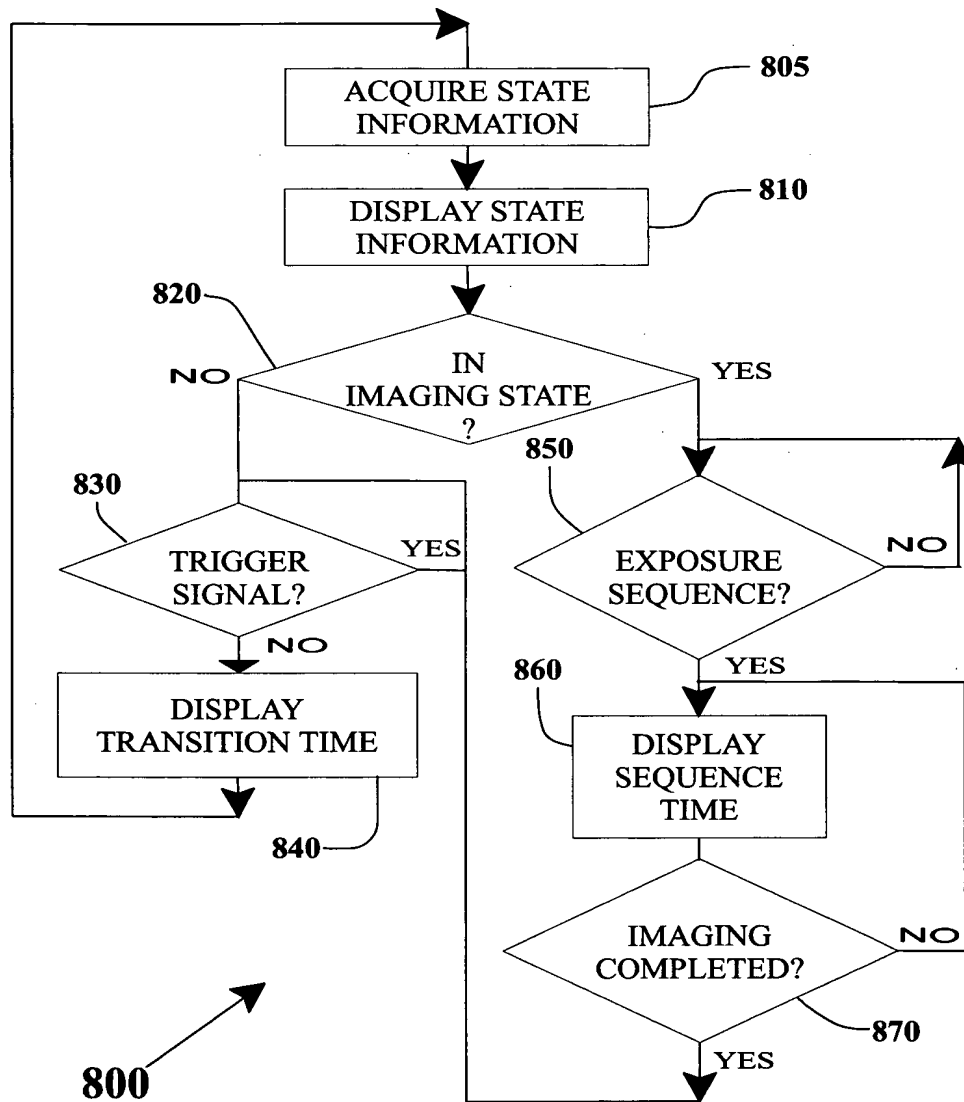 ACQUIRE STATE
INFORMATION
805
DISPLAY STATE
INFORMATION
810
820
NO
IN
IMAGING STATE
?
YES
830
TRIGGER
SIGNAL?
YES
NO
850
EXPOSURE
SEQUENCE?
NO
YES
DISPLAY
TRANSITION TIME
840
860
DISPLAY
SEQUENCE
TIME
IMAGING
COMPLETED?
NO
870
YES
800